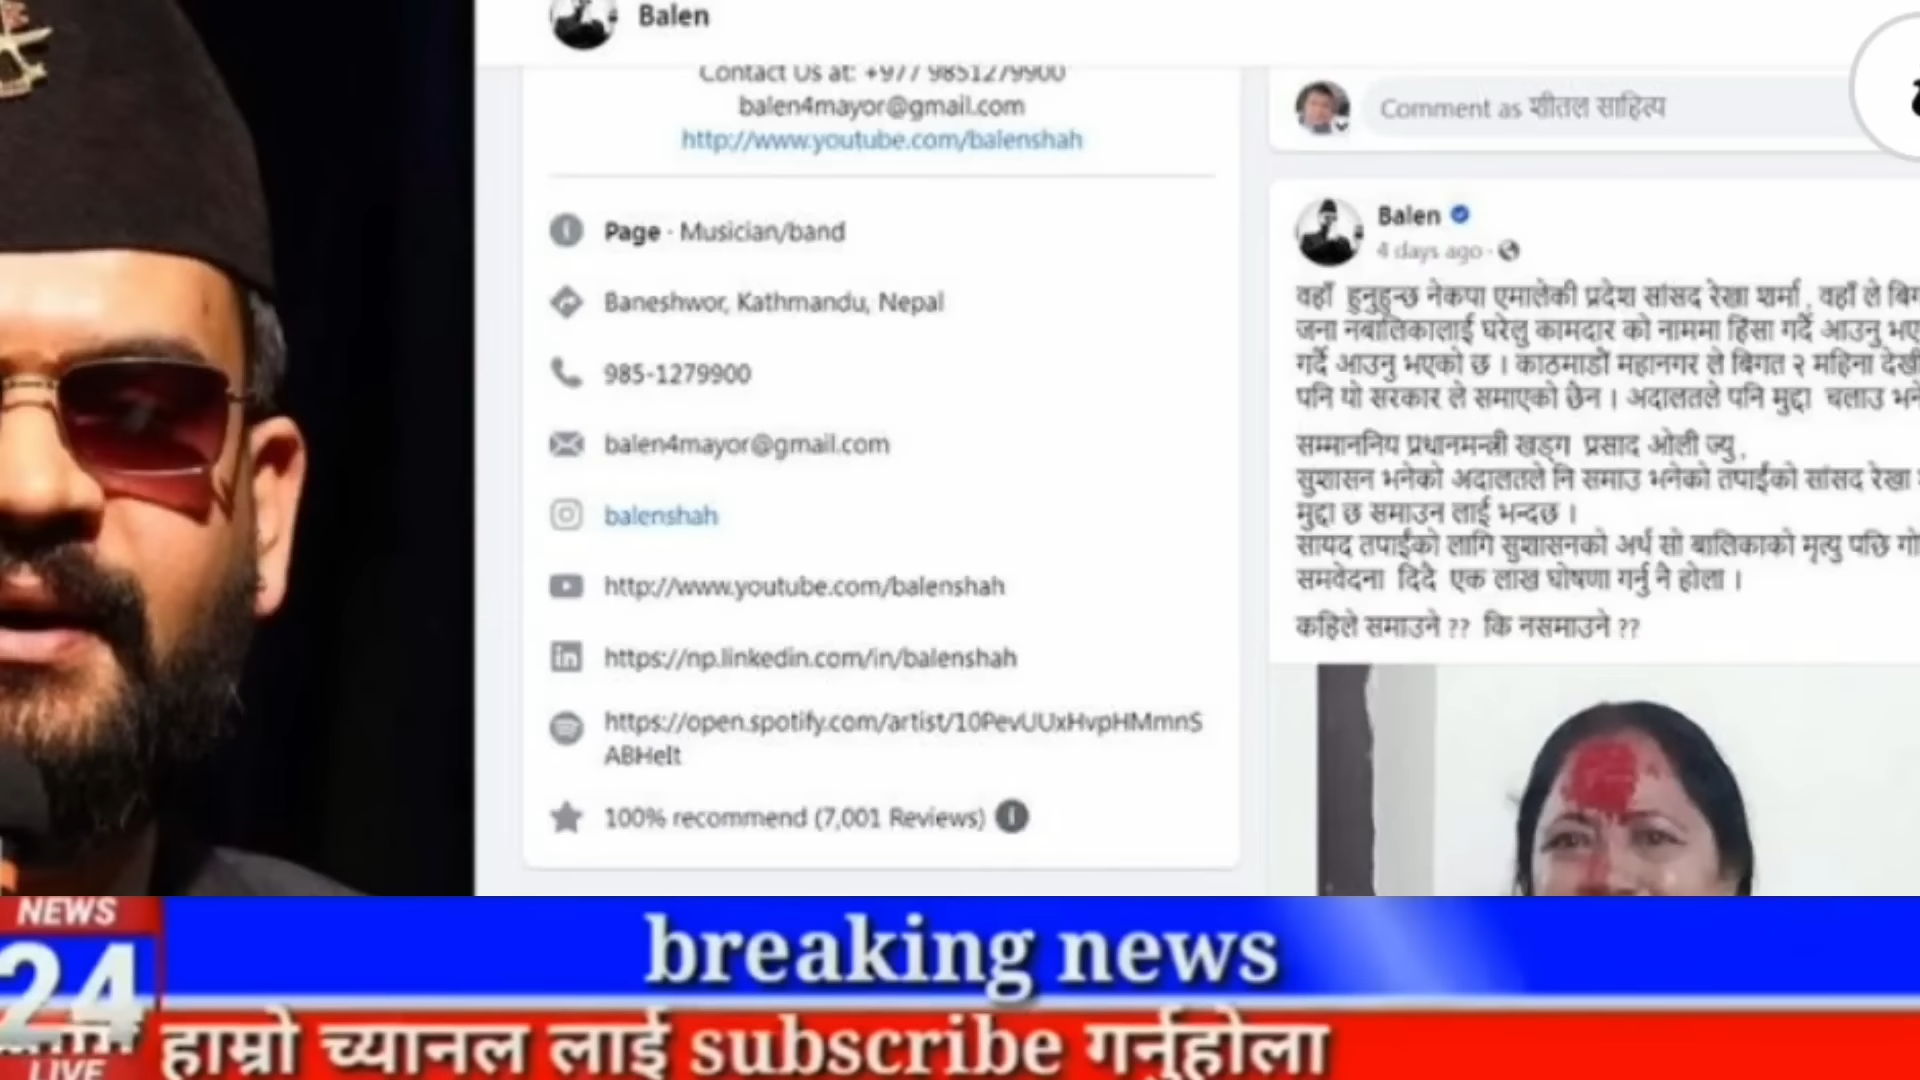 Balen
Contact Us at: +977 9851279900
balen4mayor@gmail.com
http://www.youtube.com/balenshah
Page · Musician/band
Baneshwor, Kathmandu, Nepal
985-1279900
balen4mayor@gmail.com
balenshah
http://www.youtube.com/balenshah
https://np.linkedin.com/in/balenshah
https://open.spotify.com/artist/10PevUUxHvpHMmnS
ABHelt
100% recommend (7,001 Reviews)
Comment as शीतल साहित्य
Balen
4 days ago
वहाँ हुनुहुन्छ नेकपा एमालेकी प्रदेश सांसद रेखा शर्मा, वहाँ ले
जना नबालिकालाई घरेलु कामदार को नाममा हिंसा गर्दै आउनु
गर्दै आउनु भएको छ । काठमाडौं महानगर ले बिगत २ महिना
पनि यो सरकार ले समाएको छैन । अदालतले पनि मुद्दा चलाउ
सम्माननिय प्रधानमन्त्री खड्ग प्रसाद ओली ज्यु,
सुशासन भनेको अदालतले नि समाउ भनेको तपाईंको सांसद रेखा
मुद्दा छ समाउन लाई भन्दछ ।
सायद तपाईंको लागि सुशासनको अर्थ सो बालिकाको मृत्यु पछि
समवेदना दिदै एक लाख घोषणा गर्नु नै होला ।
कहिले समाउने ?? कि नसमाउने ??
NEWS
24
LIVE
breaking news
हाम्रो च्यानल लाई subscribe गर्नुहोला